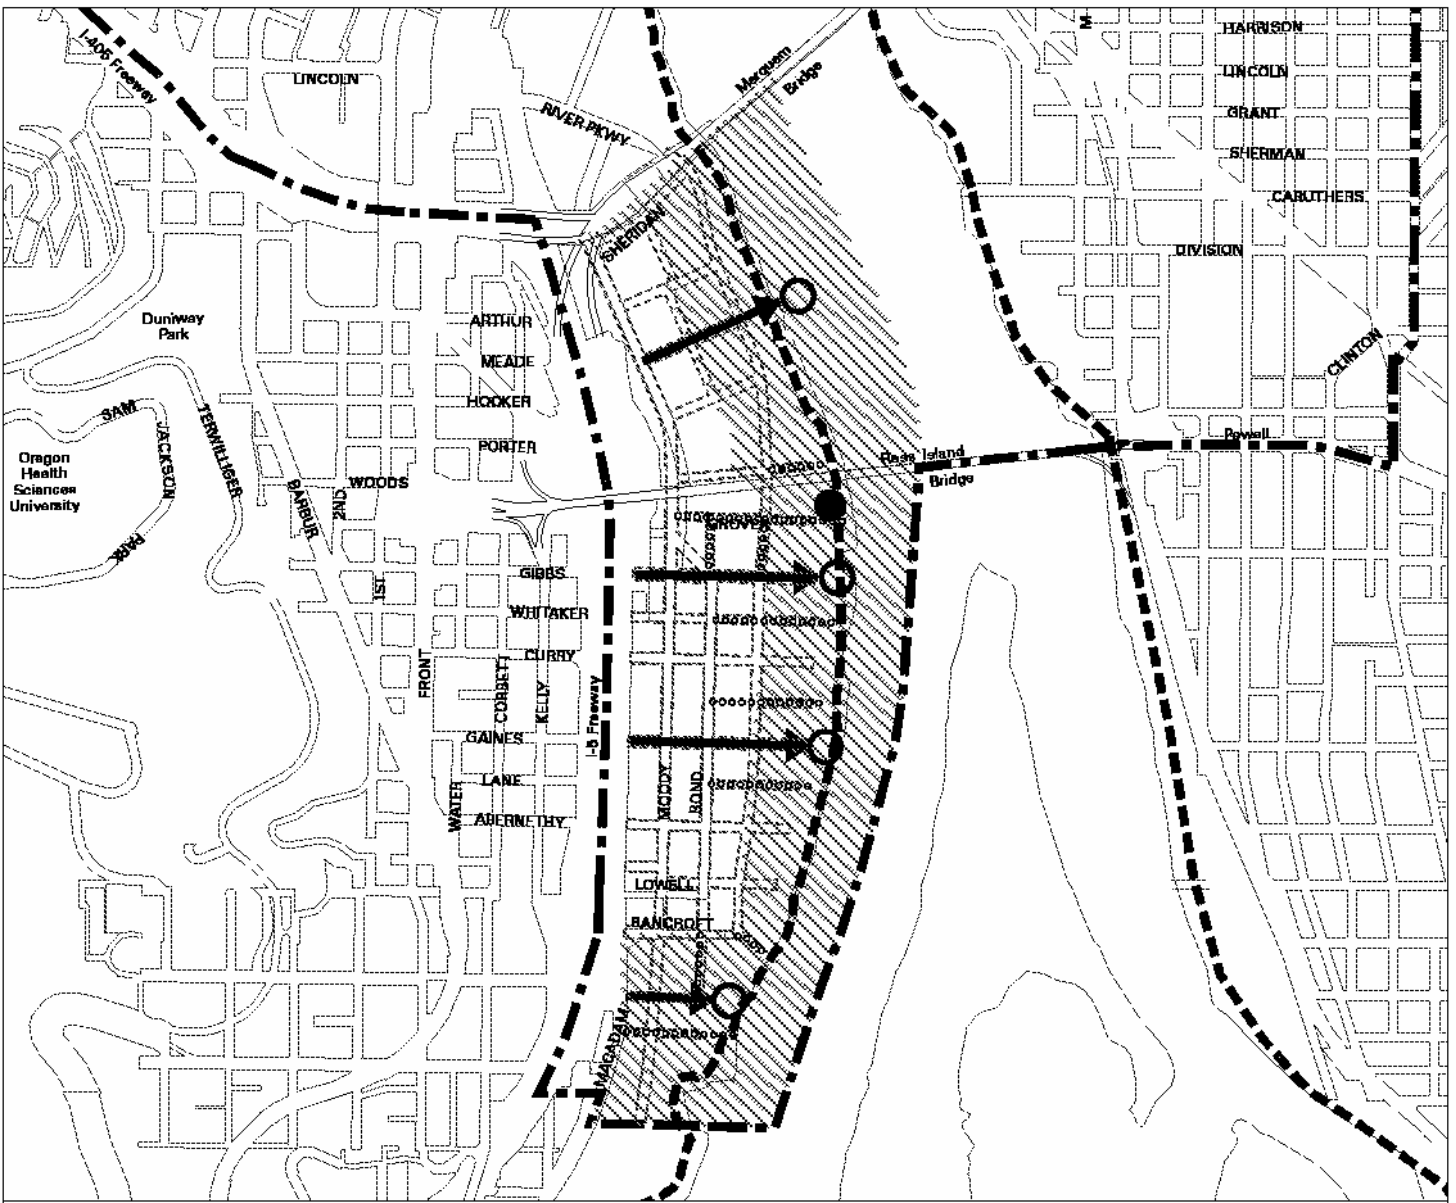 M
HARRISON
I-405 Freeway
LINCOLN
Marquam
Bridge
LINCOLN
GRANT
RIVER PKWY
SHERMAN
CARUTHERS
SHERIDAN
DIVISION
Duniway
Park
ARTHUR
MEADE
CLINTON
HOOKER
SAM
JACKSON
PARK
TERWILLIGER
PORTER
Powell
Ross Island
Bridge
Oregon
Health
Sciences
University
BARBUR
2ND
WOODS
GIBBS
1ST
WHITAKER
CURRY
FRONT
CORBETT
KELLY
I-5 Freeway
GAINES
LANE
WATER
MOODY
BOND
ABERNETHY
LOWELL
BANCROFT
MACADAM